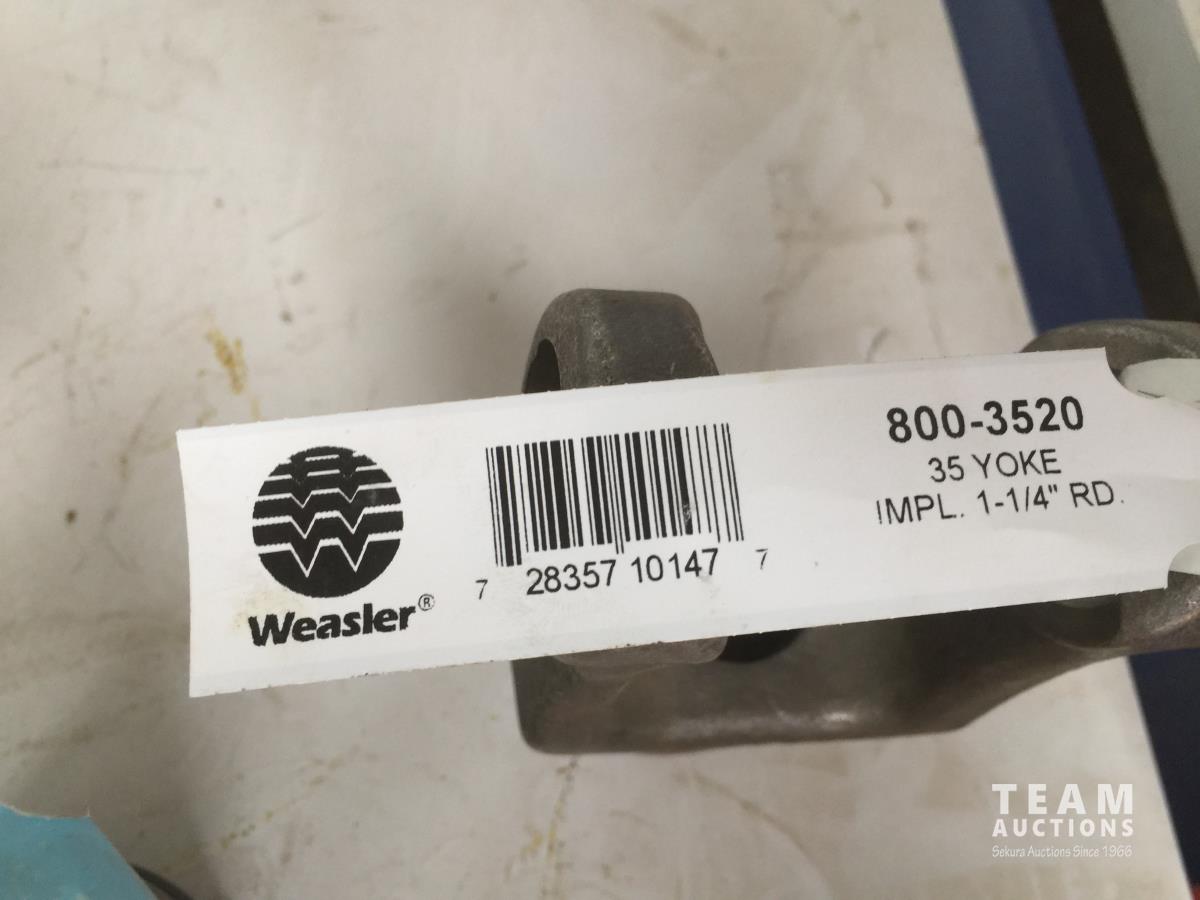 Weasler®
7 28357 10147 7
800-3520
35 YOKE
IMPL. 1-1/4" RD.
TEAM
AUCTIONS
Sekura Auctions Since 1966